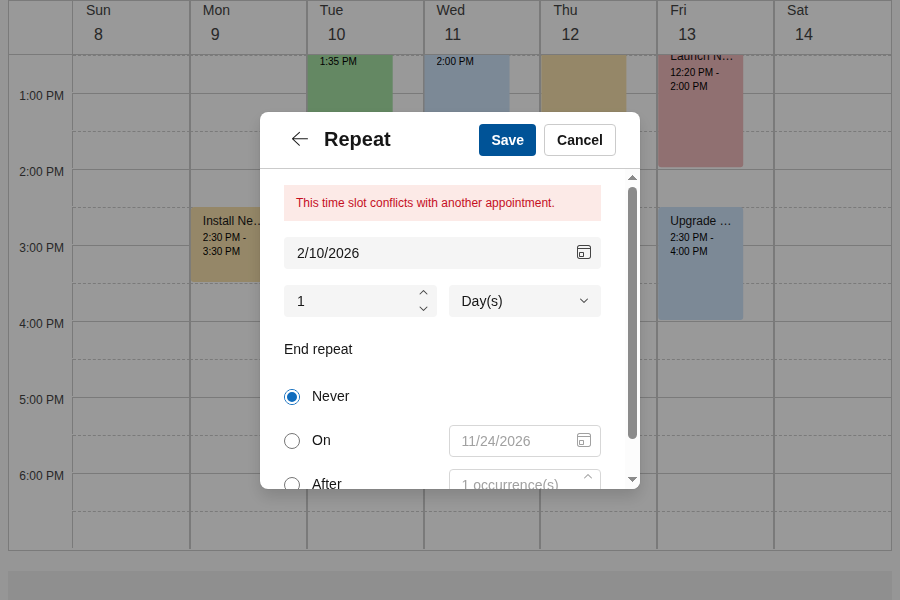 Sun Mon Tue Wed Thu Fri Sat
8 9 10 11 12 13 14
1:35 PM
2:00 PM
Launch N...
12:20 PM -
2:00 PM
1:00 PM
2:00 PM
3:00 PM
4:00 PM
5:00 PM
6:00 PM
Install Ne...
2:30 PM -
3:30 PM
Upgrade ...
2:30 PM -
4:00 PM
Repeat
Save
Cancel
This time slot conflicts with another appointment.
2/10/2026
1
Day(s)
End repeat
Never
On
11/24/2026
After
1 occurrence(s)